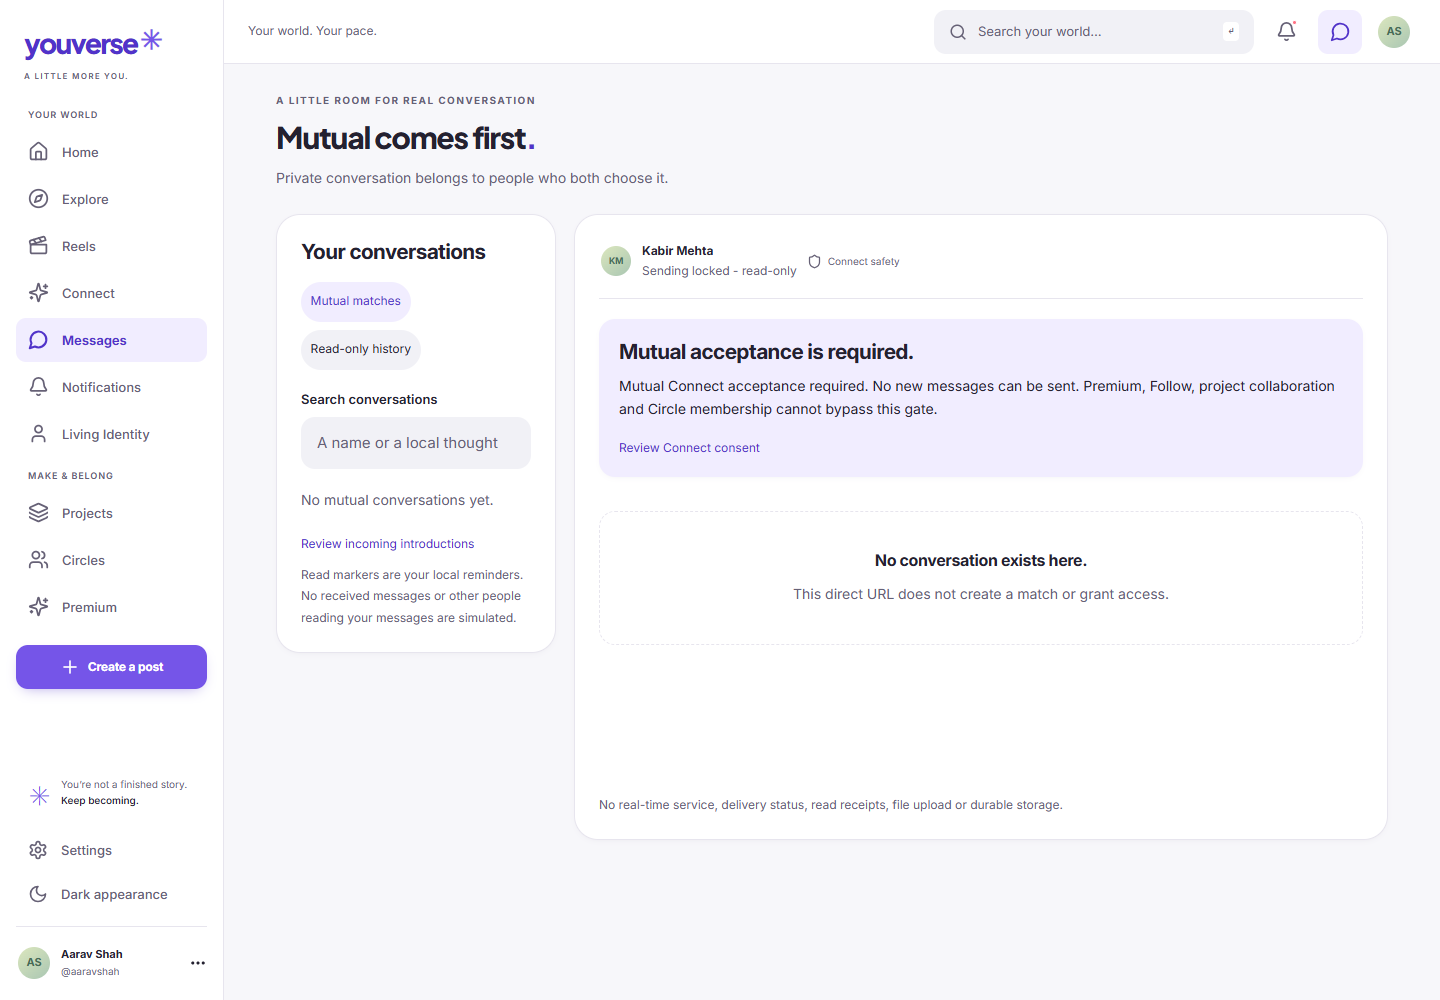 youverse
A LITTLE MORE YOU.
YOUR WORLD
Home
Explore
Reels
Connect
Messages
Notifications
Living Identity
MAKE & BELONG
Projects
Circles
Premium
Create a post
You're not a finished story.
Keep becoming.
Settings
Dark appearance
AS
Aarav Shah
@aaravshah
Your world. Your pace.
Search your world...
AS
A LITTLE ROOM FOR REAL CONVERSATION
Mutual comes first.
Private conversation belongs to people who both choose it.
Your conversations
Mutual matches
Read-only history
Search conversations
A name or a local thought
No mutual conversations yet.
Review incoming introductions
Read markers are your local reminders.
No received messages or other people
reading your messages are simulated.
KM
Kabir Mehta
Sending locked - read-only
Connect safety
Mutual acceptance is required.
Mutual Connect acceptance required. No new messages can be sent. Premium, Follow, project collaboration
and Circle membership cannot bypass this gate.
Review Connect consent
No conversation exists here.
This direct URL does not create a match or grant access.
No real-time service, delivery status, read receipts, file upload or durable storage.